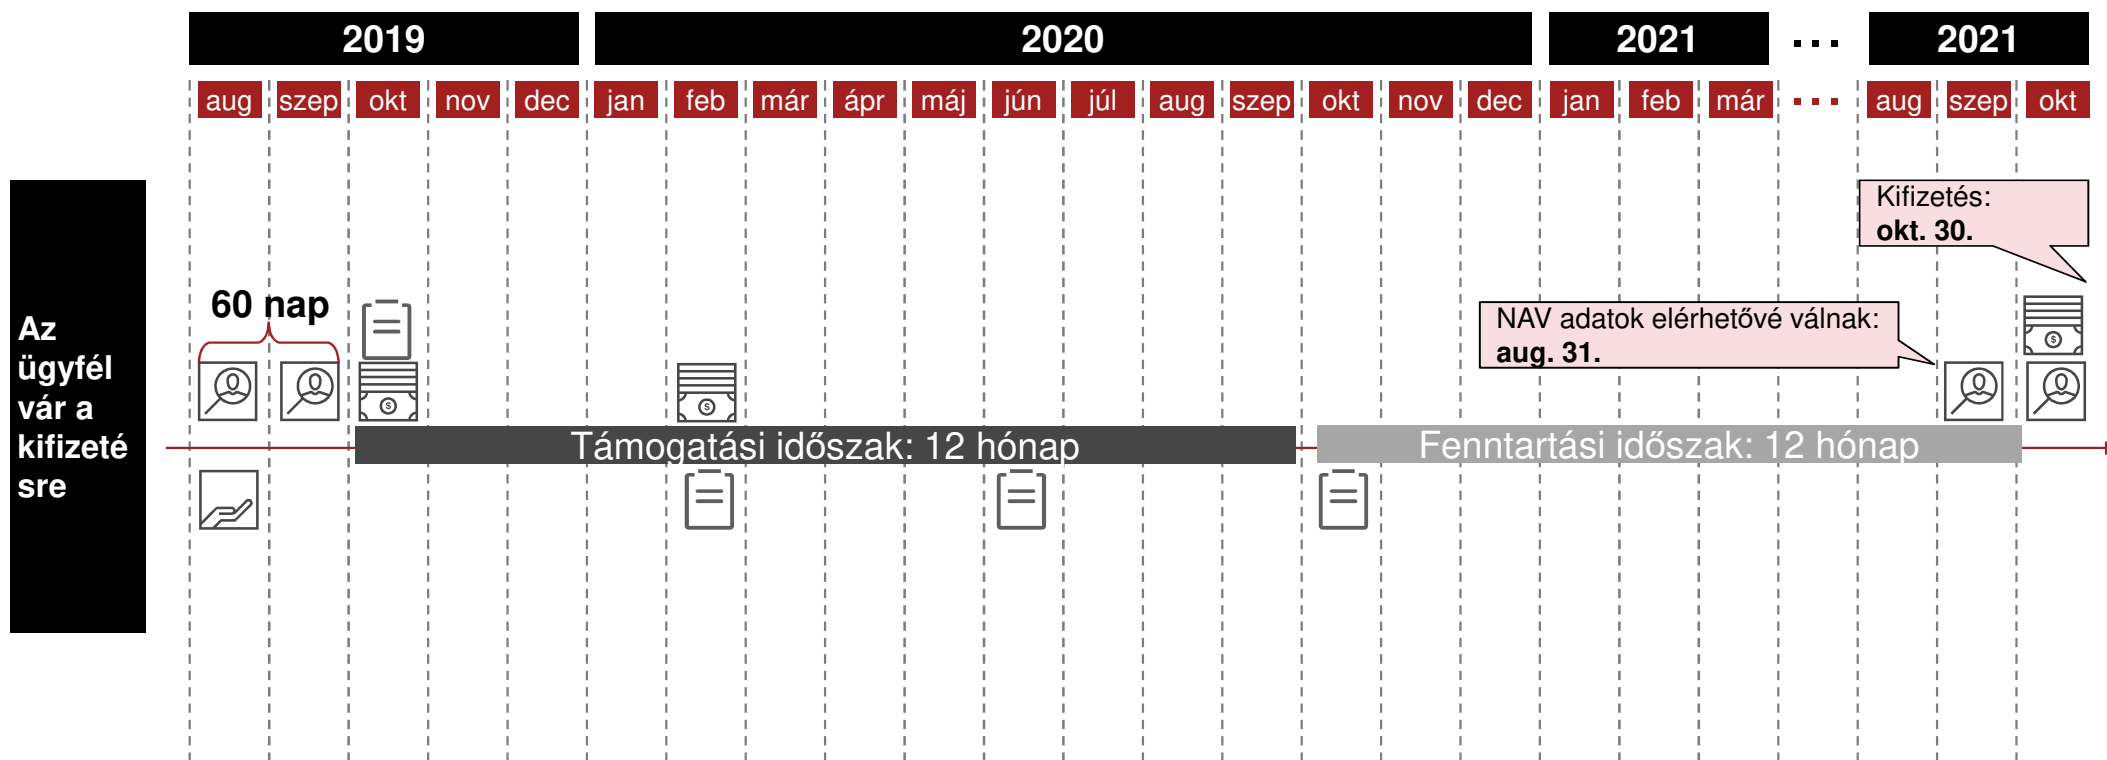 2019 2020 2021 ... 2021
aug szep okt nov dec jan feb már ápr máj jún júl aug szep okt nov dec jan feb már ... aug szep okt
Kifizetés:
okt. 30.
60 nap
NAV adatok elérhetővé válnak:
aug. 31.
Az
ügyfél
vár a
kifizeté
sre
Támogatási időszak: 12 hónap
Fenntartási időszak: 12 hónap